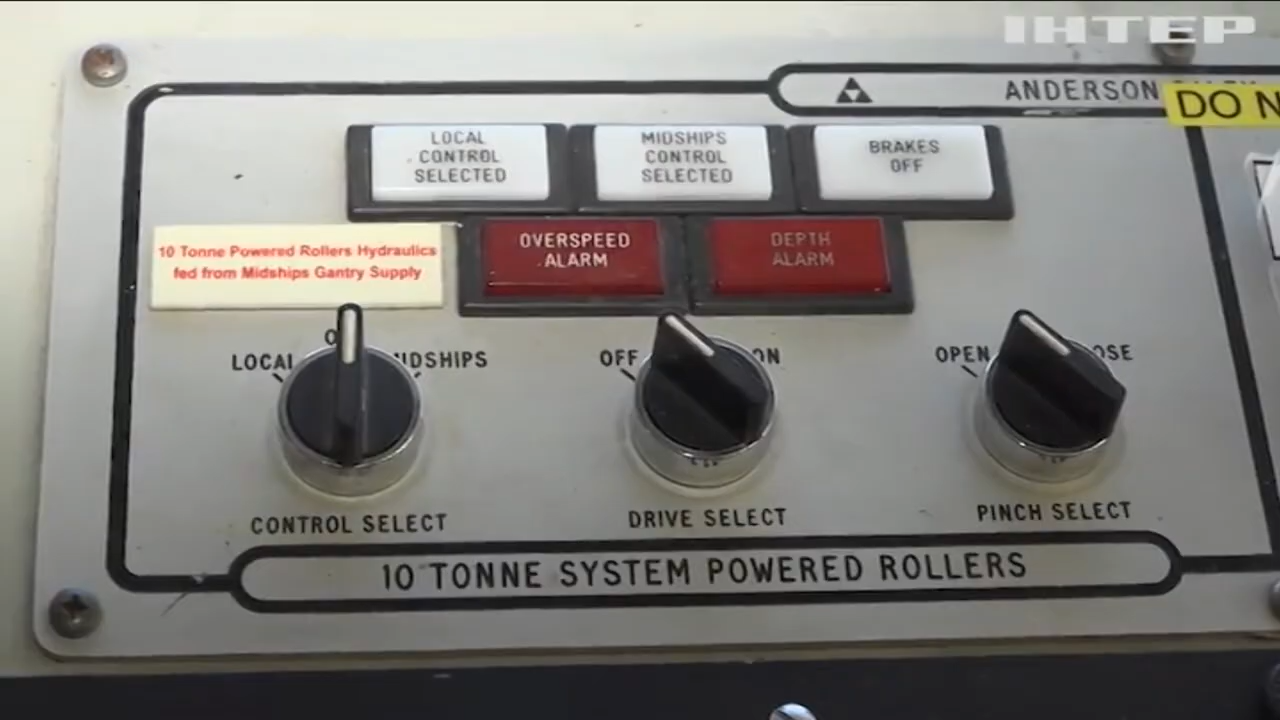 ІНТЕР
ANDERSON
DO N
LOCAL
CONTROL
SELECTED
MIDSHIPS
CONTROL
SELECTED
BRAKES
OFF
10 Tonne Powered Rollers Hydraulics
fed from Midships Gantry Supply
OVERSPEED
ALARM
DEPTH
ALARM
LOCAL
IDSHIPS
OFF
ON
OPEN
OSE
CONTROL SELECT
DRIVE SELECT
PINCH SELECT
10 TONNE SYSTEM POWERED ROLLERS